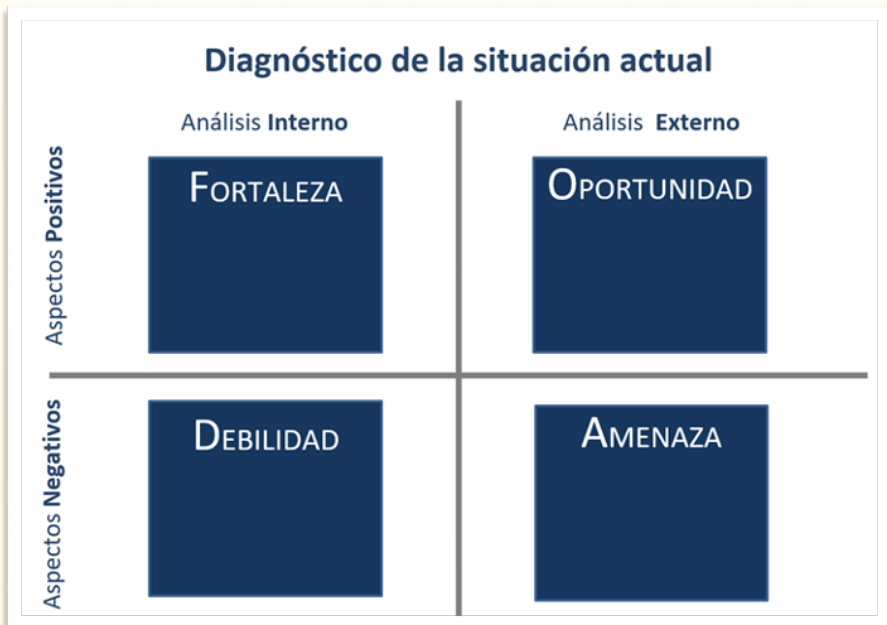 Diagnóstico de la situación actual
Análisis Interno
Análisis Externo
Aspectos Positivos
FORTALEZA
OPORTUNIDAD
Aspectos Negativos
DEBILIDAD
AMENAZA